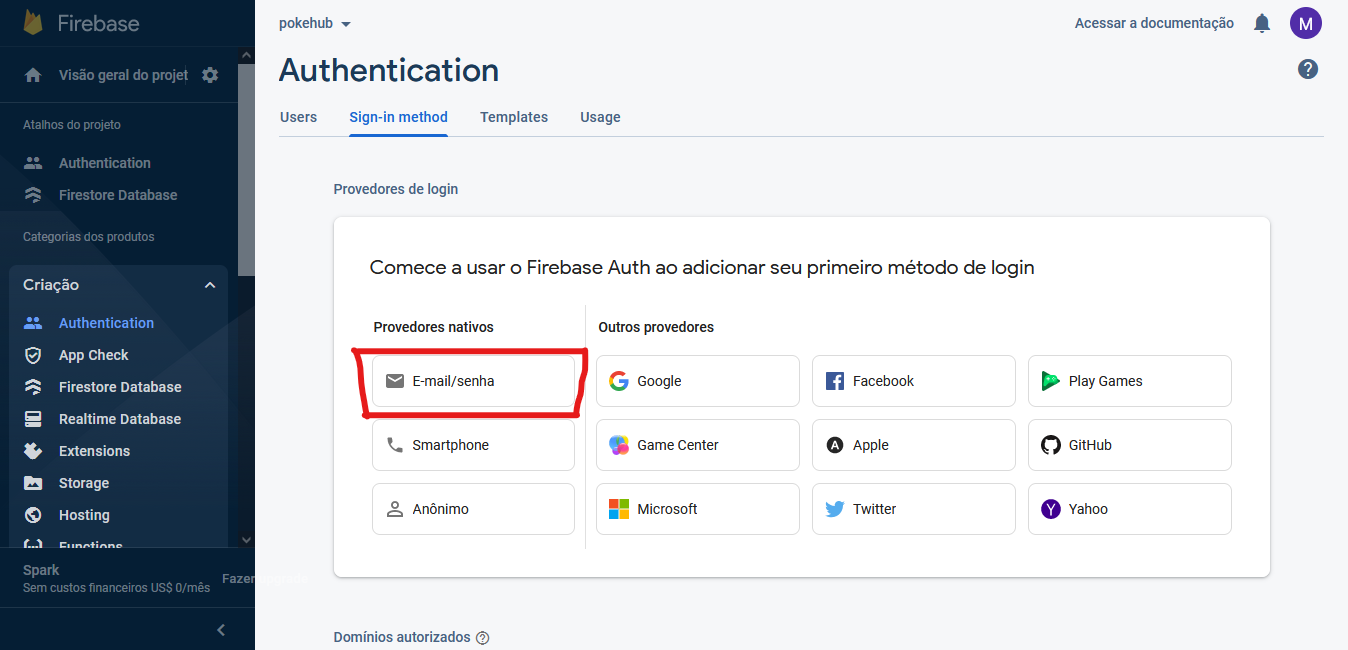 Firebase
Visão geral do projet
Atalhos do projeto
Authentication
Firestore Database
Categorias dos produtos
Criação
Authentication
App Check
Firestore Database
Realtime Database
Extensions
Storage
Hosting
Functions
Spark
Sem custos financeiros US$ 0/mês
Fazer
pokehub
Acessar a documentação
M
Authentication
?
Users
Sign-in method
Templates
Usage
Provedores de login
Comece a usar o Firebase Auth ao adicionar seu primeiro método de login
Provedores nativos
Outros provedores
E-mail/senha
Google
Facebook
Play Games
Smartphone
Game Center
Apple
GitHub
Anônimo
Microsoft
Twitter
Yahoo
Domínios autorizados